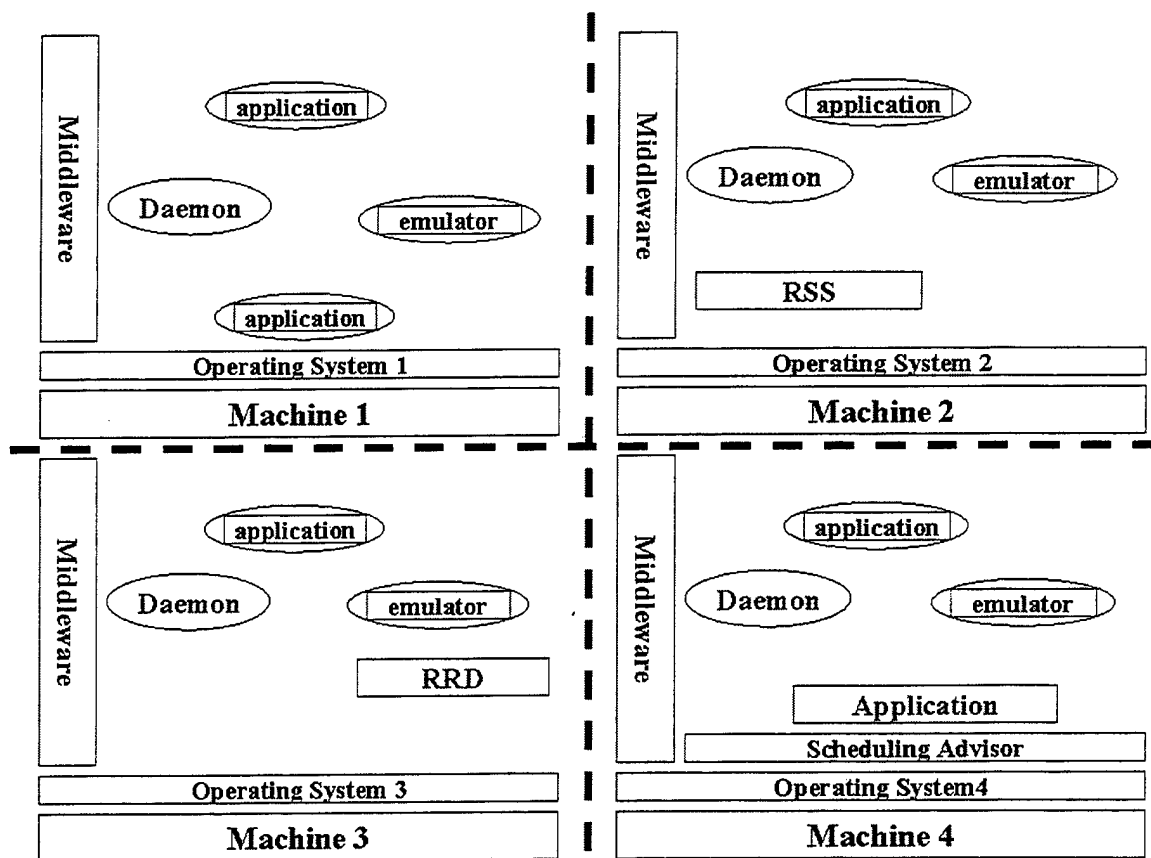 Middleware
application
Daemon
emulator
application
Operating System 1
Machine 1
Middleware
application
Daemon
emulator
RSS
Operating System 2
Machine 2
Middleware
application
Daemon
emulator
RRD
Operating System 3
Machine 3
Middleware
application
Daemon
emulator
Application
Scheduling Advisor
Operating System4
Machine 4